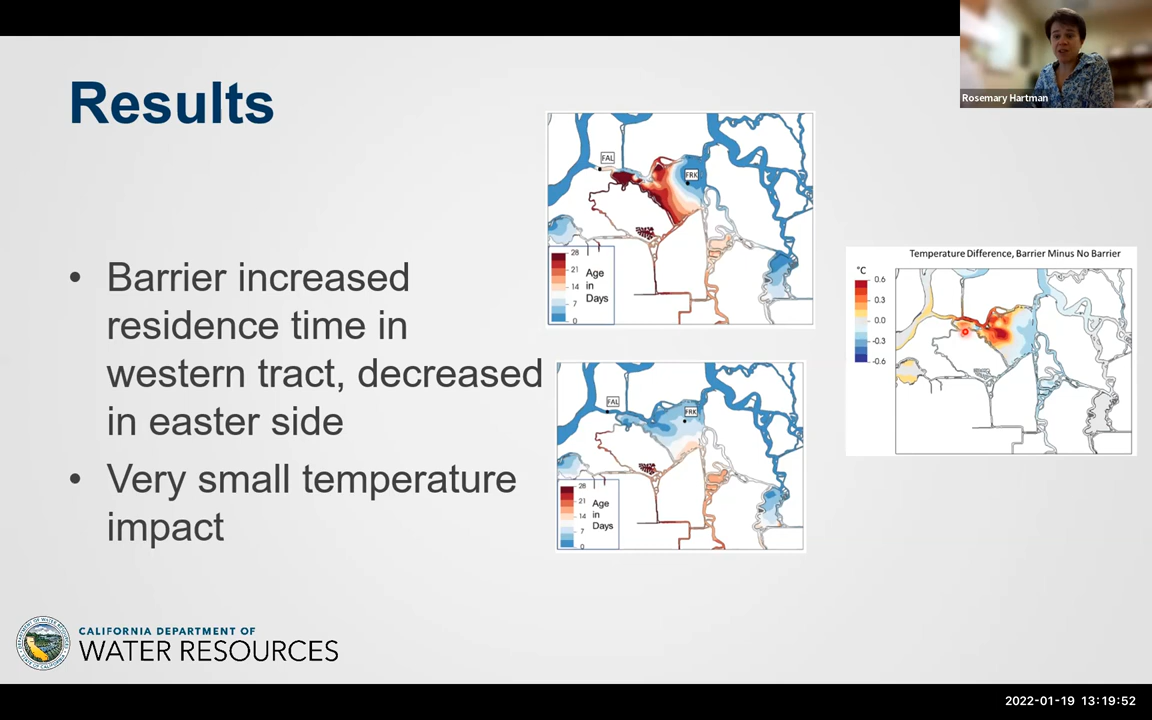 Rosemary Hartman
Results
Barrier increased
residence time in
western tract, decreased
in easter side
Very small temperature
impact
FAL
FRK
28
21
14
7
0
Age
in
Days
FAL
FRK
28
21
14
7
0
Age
in
Days
Temperature Difference, Barrier Minus No Barrier
°C
0.6
0.3
0.0
-0.3
-0.6
CALIFORNIA DEPARTMENT OF
WATER RESOURCES
2022-01-19 13:19:52